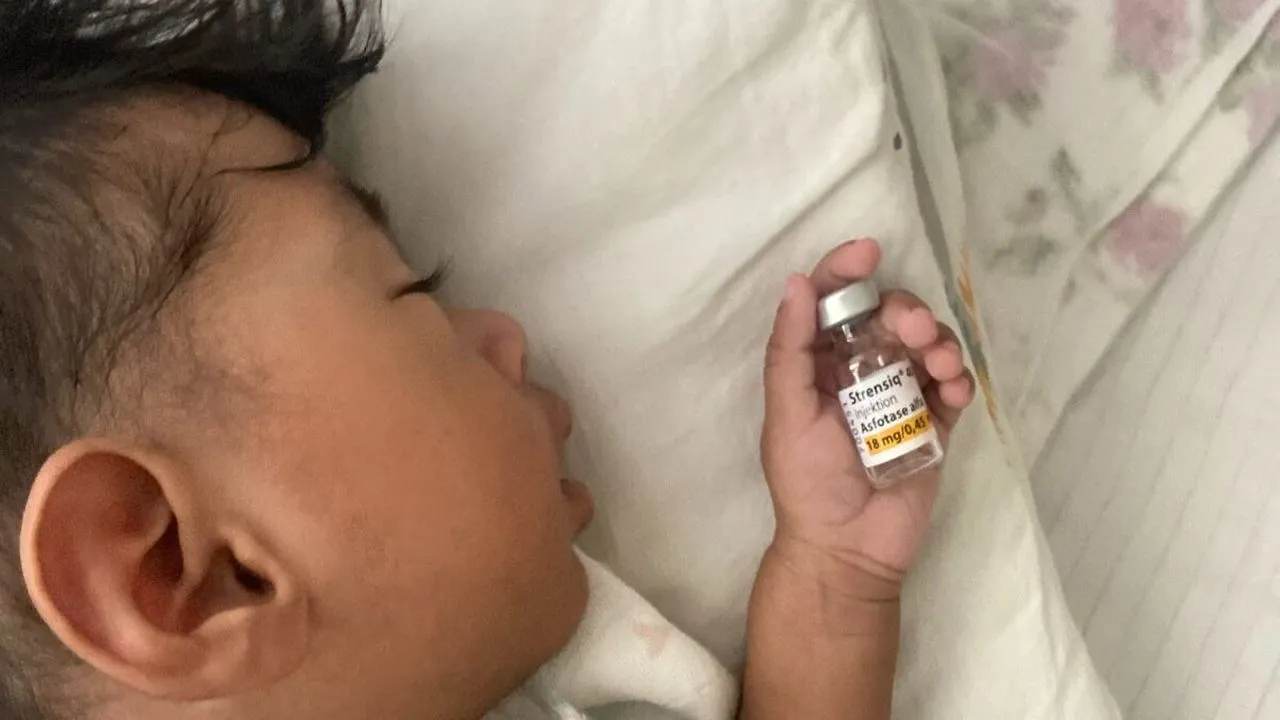 Strensiq®
Injektion
Asfotase alfa
18 mg/0,45